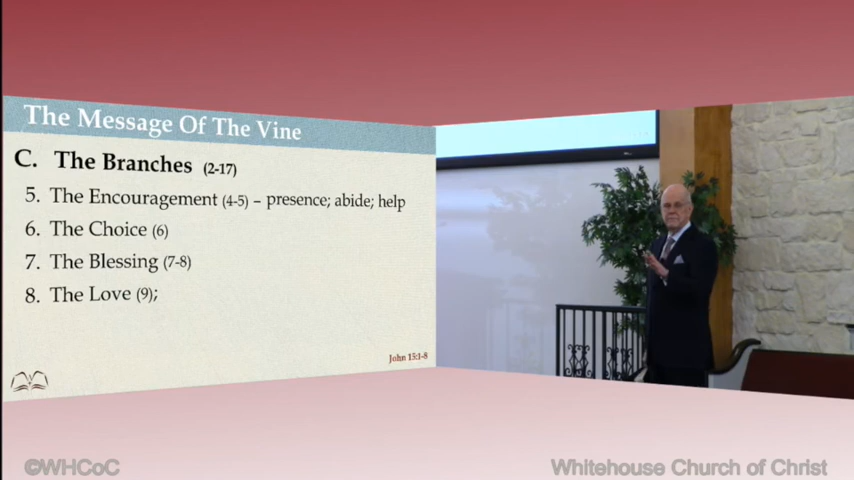 The Message Of The Vine
C. The Branches (2-17)
5. The Encouragement (4-5) – presence; abide; help
6. The Choice (6)
7. The Blessing (7-8)
8. The Love (9);
John 15:1-8
©WHCoC
Whitehouse Church of Christ